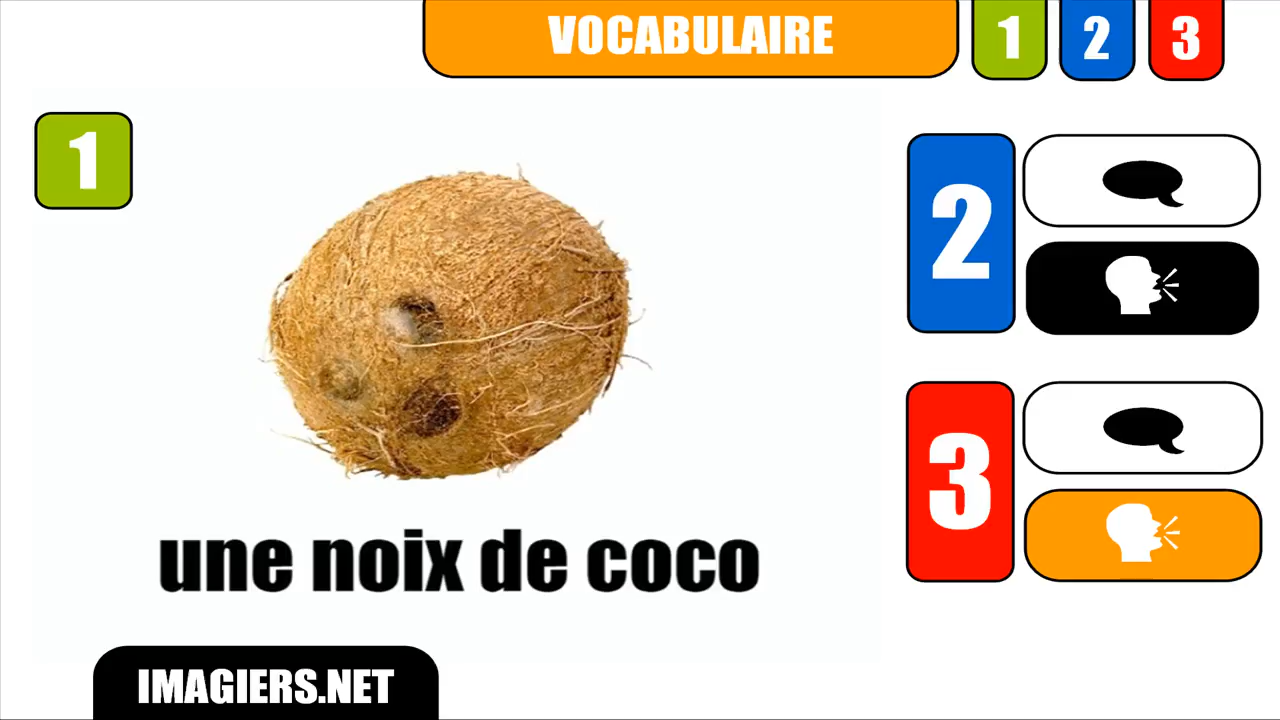 VOCABULAIRE 1 2 3
1
une noix de coco
2
3
IMAGIERS.NET